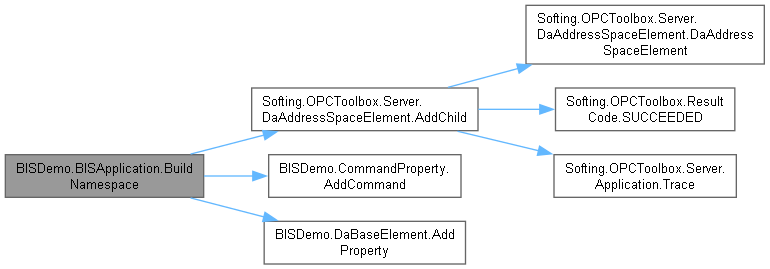 BISDemo.BISApplication.Build
Namespace
Softing.OPCToolbox.Server.
DaAddressSpaceElement.AddChild
BISDemo.CommandProperty.
AddCommand
BISDemo.DaBaseElement.Add
Property
Softing.OPCToolbox.Server.
DaAddressSpaceElement.DaAddress
SpaceElement
Softing.OPCToolbox.Result
Code.SUCCEEDED
Softing.OPCToolbox.Server.
Application.Trace